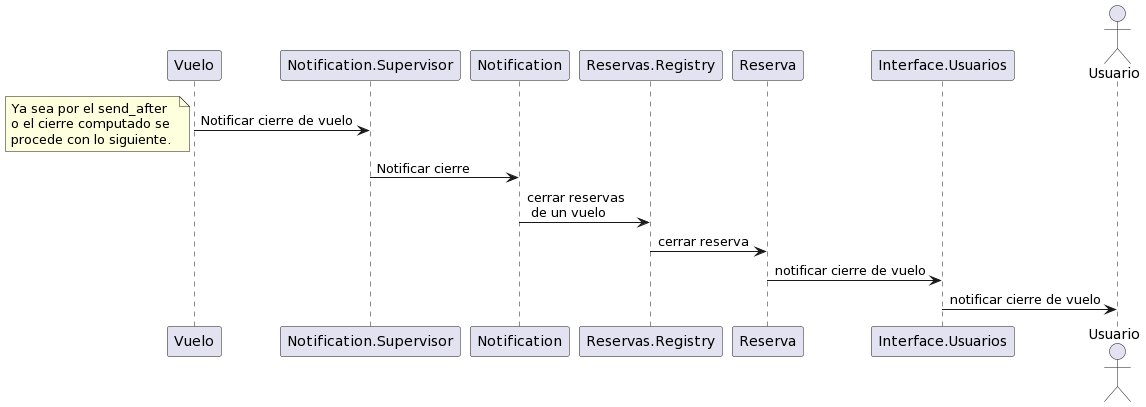 Usuario
Vuelo
Notification.Supervisor
Notification
Reservas.Registry
Reserva
Interface.Usuarios
Ya sea por el send_after
o el cierre computado se
procede con lo siguiente.
Notificar cierre de vuelo
Notificar cierre
cerrar reservas
de un vuelo
cerrar reserva
notificar cierre de vuelo
notificar cierre de vuelo
Vuelo
Notification.Supervisor
Notification
Reservas.Registry
Reserva
Interface.Usuarios
Usuario